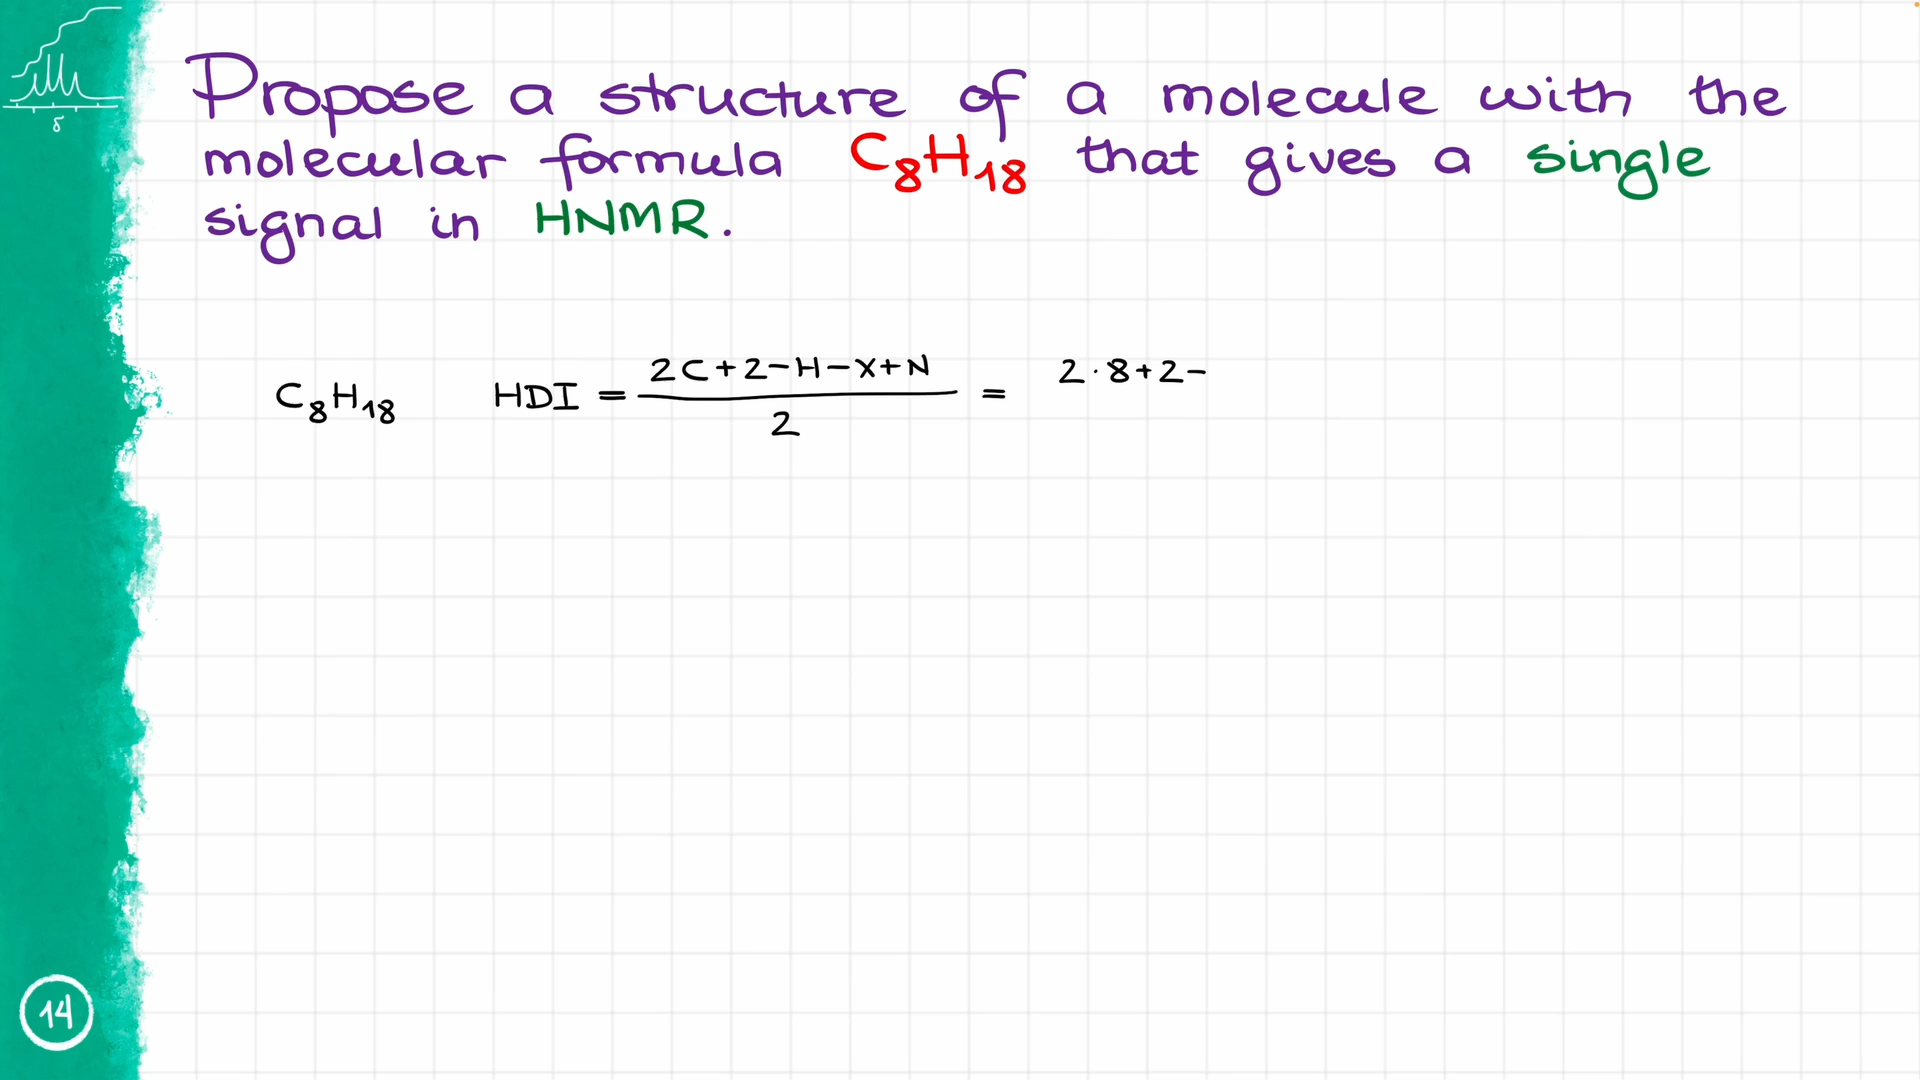 δ
Propose a structure of a molecule with the
molecular formula C₈H₁₈ that gives a single
signal in HNMR.
C₈H₁₈ HDI = (2C+2-H-X+N)/2 = 2·8+2-
14